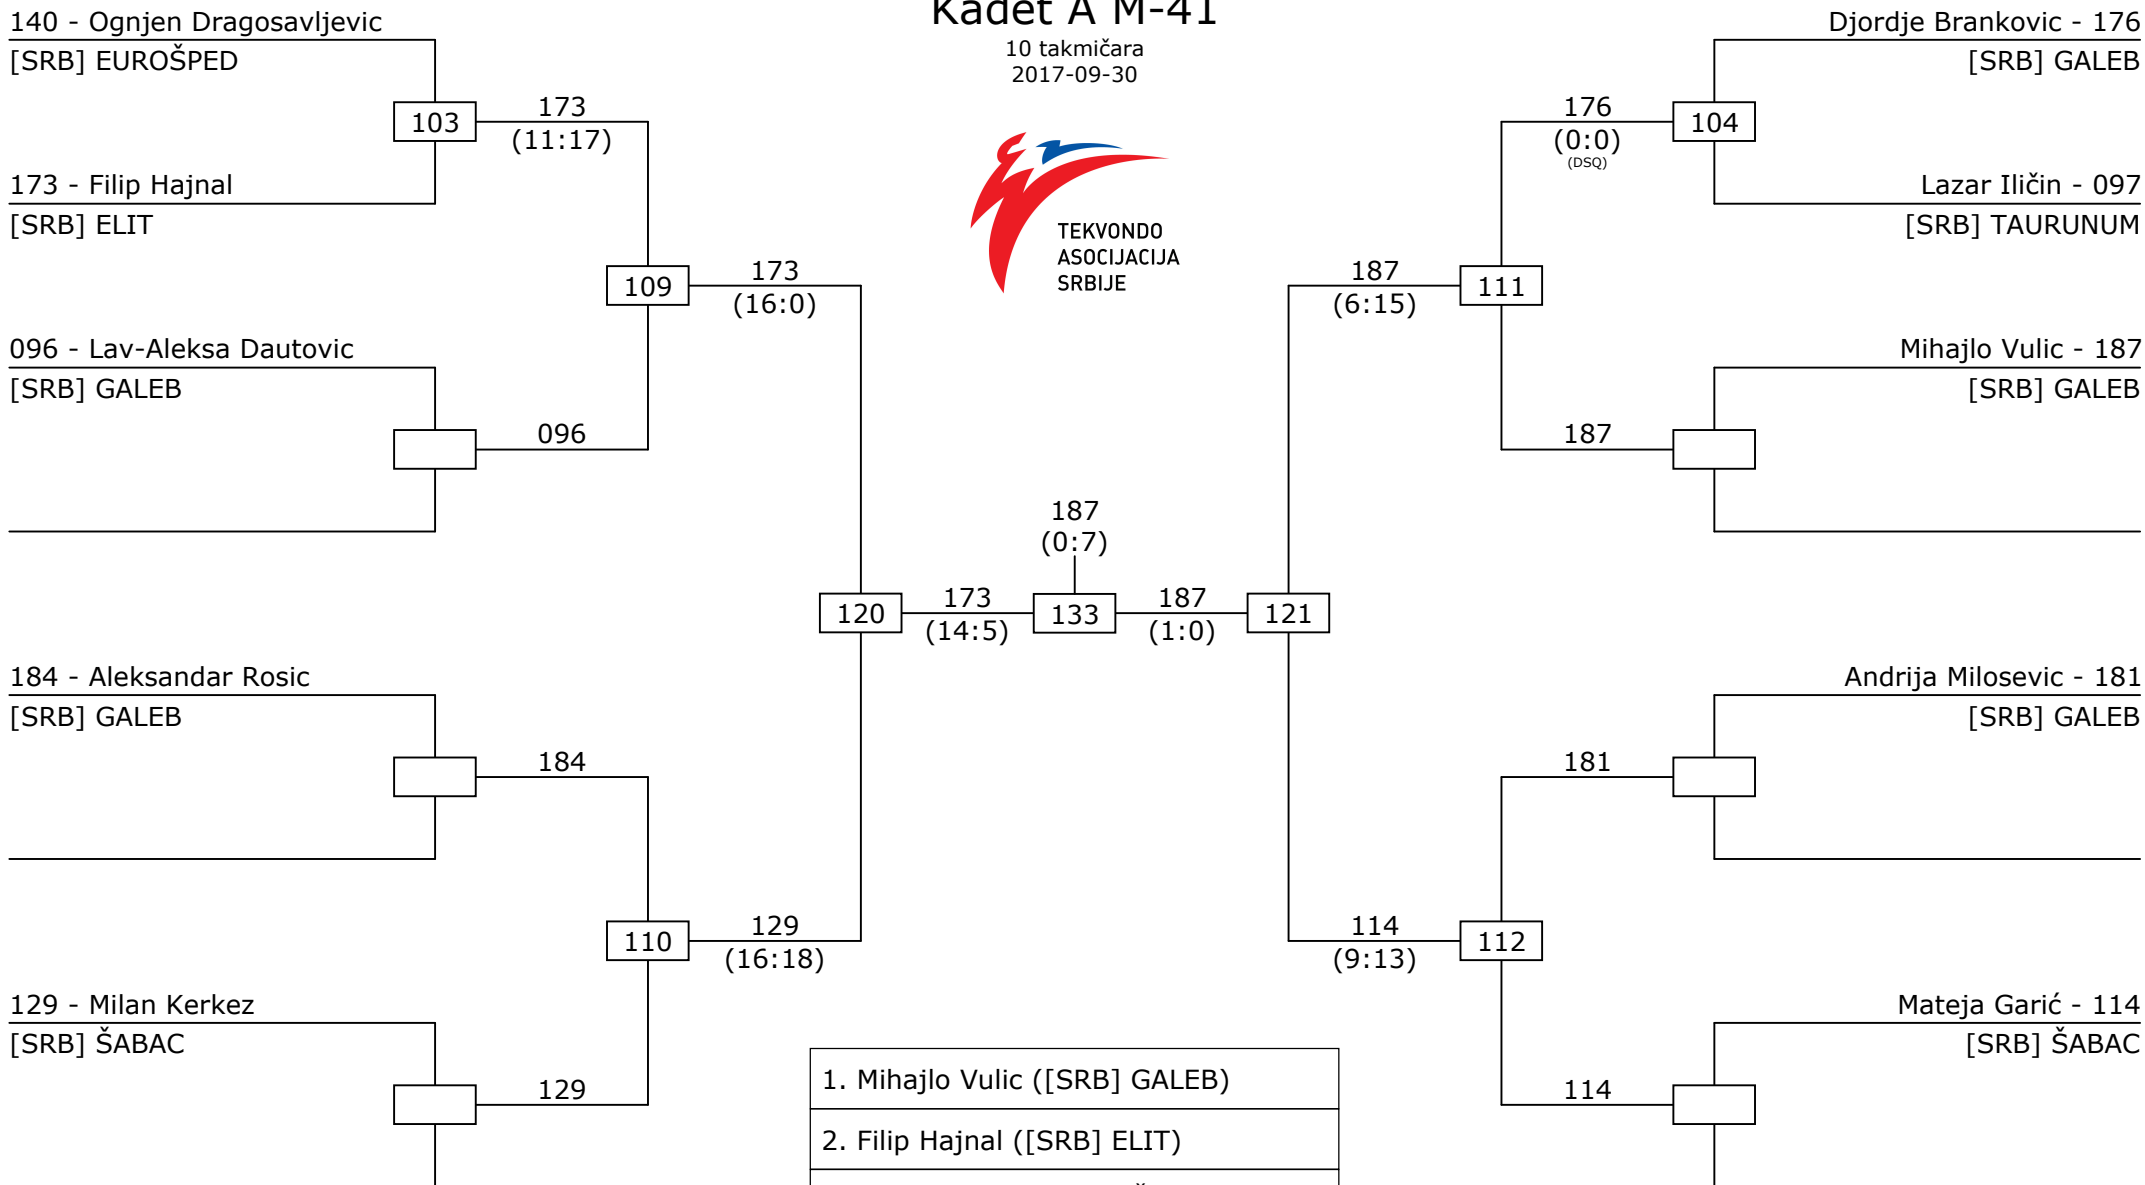 Kadet A M-41
10 takmičara
2017-09-30
TEKVONDO
ASOCIJACIJA
SRBIJE
140 - Ognjen Dragosavljevic
[SRB] EUROŠPED
103
173
(11:17)
173 - Filip Hajnal
[SRB] ELIT
109
173
(16:0)
096 - Lav-Aleksa Dautovic
[SRB] GALEB
096
184 - Aleksandar Rosic
[SRB] GALEB
184
110
129
(16:18)
129 - Milan Kerkez
[SRB] ŠABAC
129
120
173
(14:5)
187
(0:7)
133
187
(1:0)
121
Djordje Brankovic - 176
[SRB] GALEB
176
(0:0)
(DSQ)
104
Lazar Iličin - 097
[SRB] TAURUNUM
187
(6:15)
111
Mihajlo Vulic - 187
[SRB] GALEB
187
Andrija Milosevic - 181
[SRB] GALEB
181
114
(9:13)
112
Mateja Garić - 114
[SRB] ŠABAC
114
1. Mihajlo Vulic ([SRB] GALEB)
2. Filip Hajnal ([SRB] ELIT)